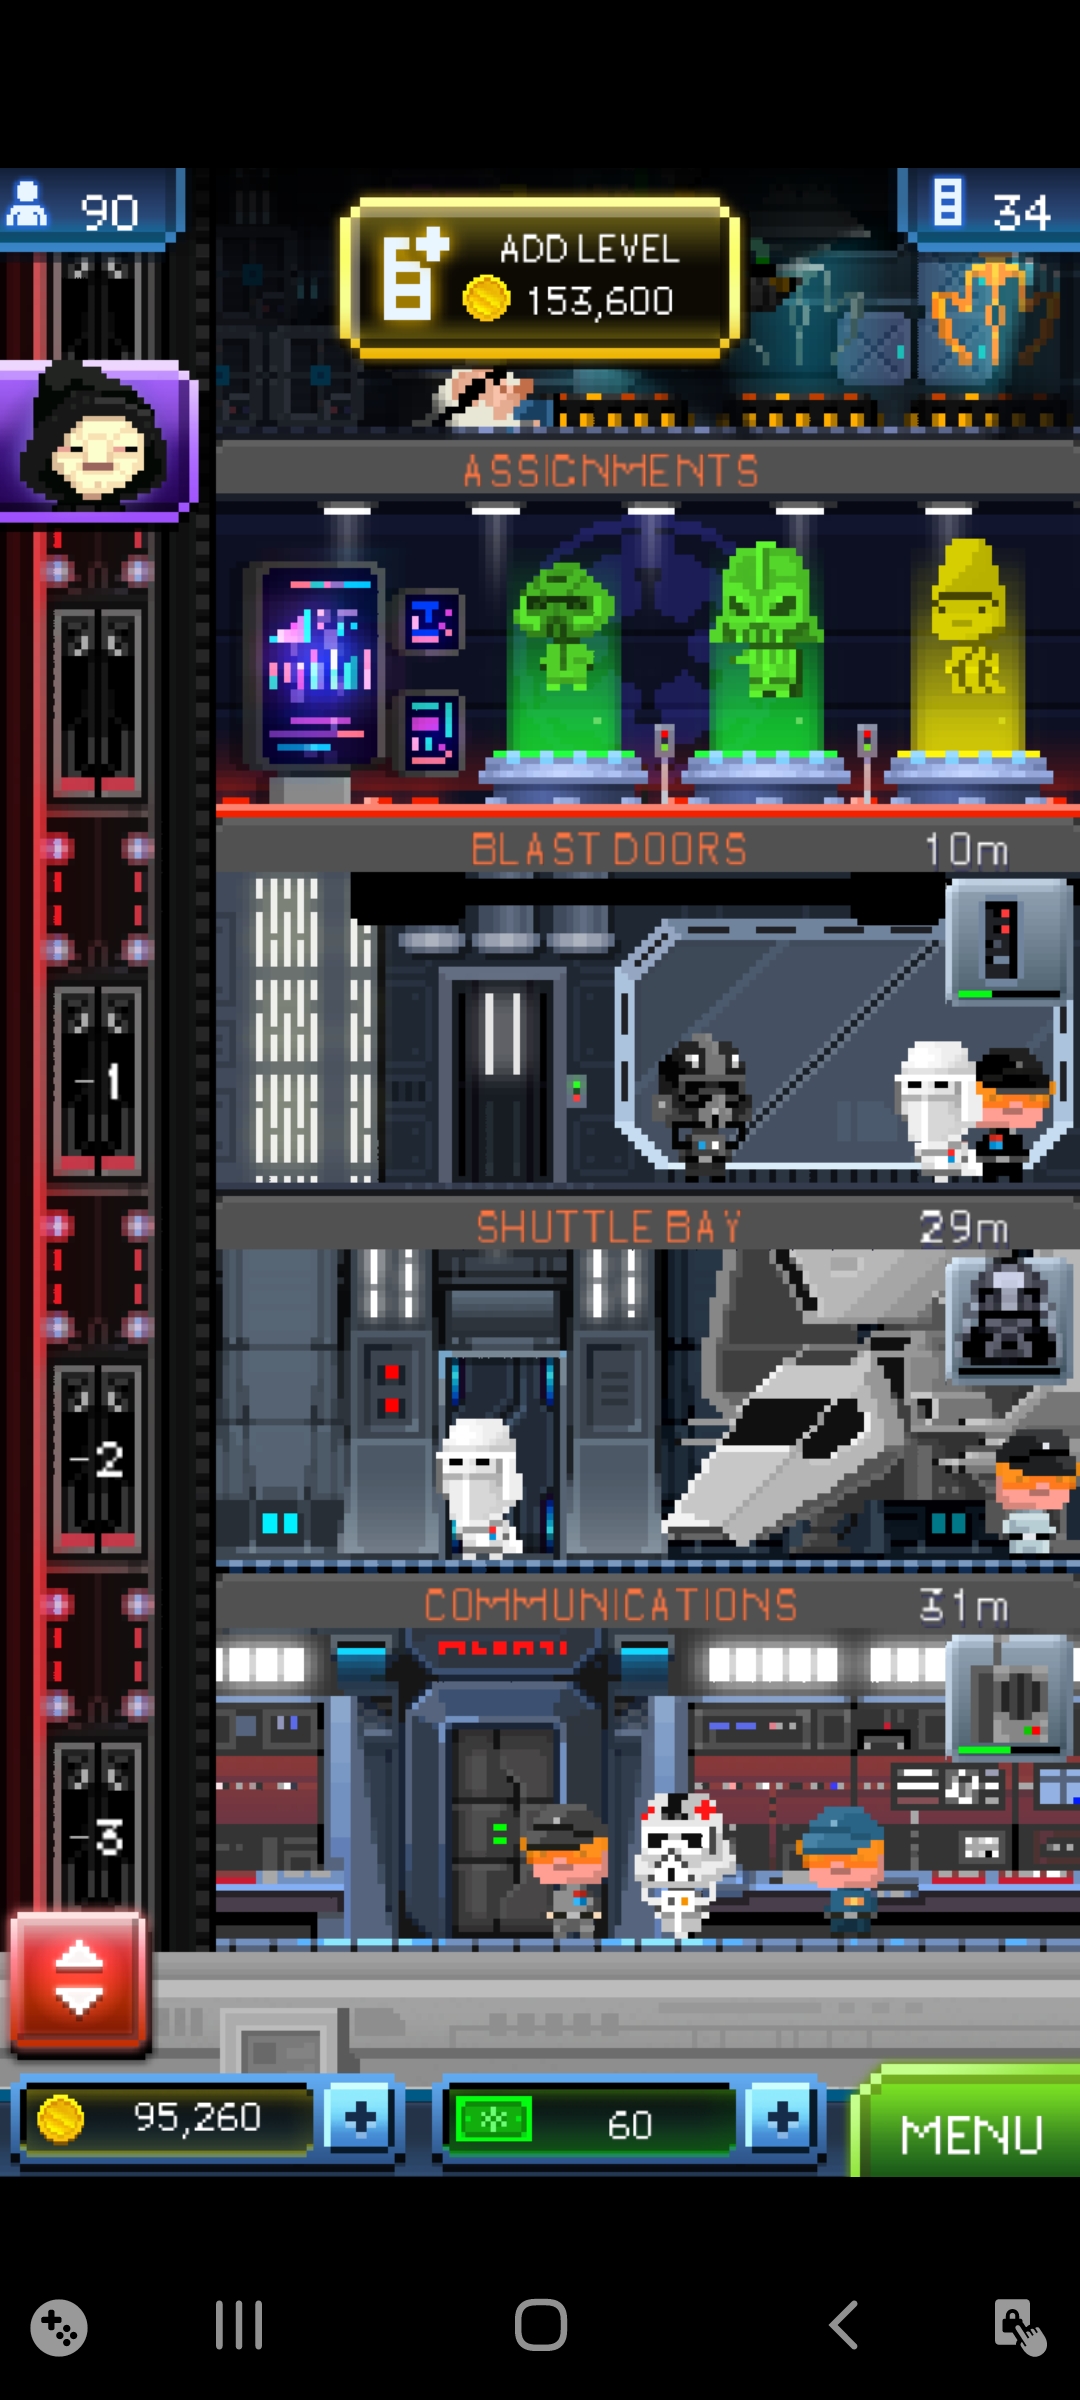 90
34
ADD LEVEL
153,600
ASSIGNMENTS
BLAST DOORS 10m
-1
SHUTTLE BAY 29m
-2
COMMUNICATIONS 31m
-3
95,260
60
MENU